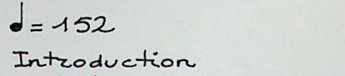 ♩ = 152
Introduction